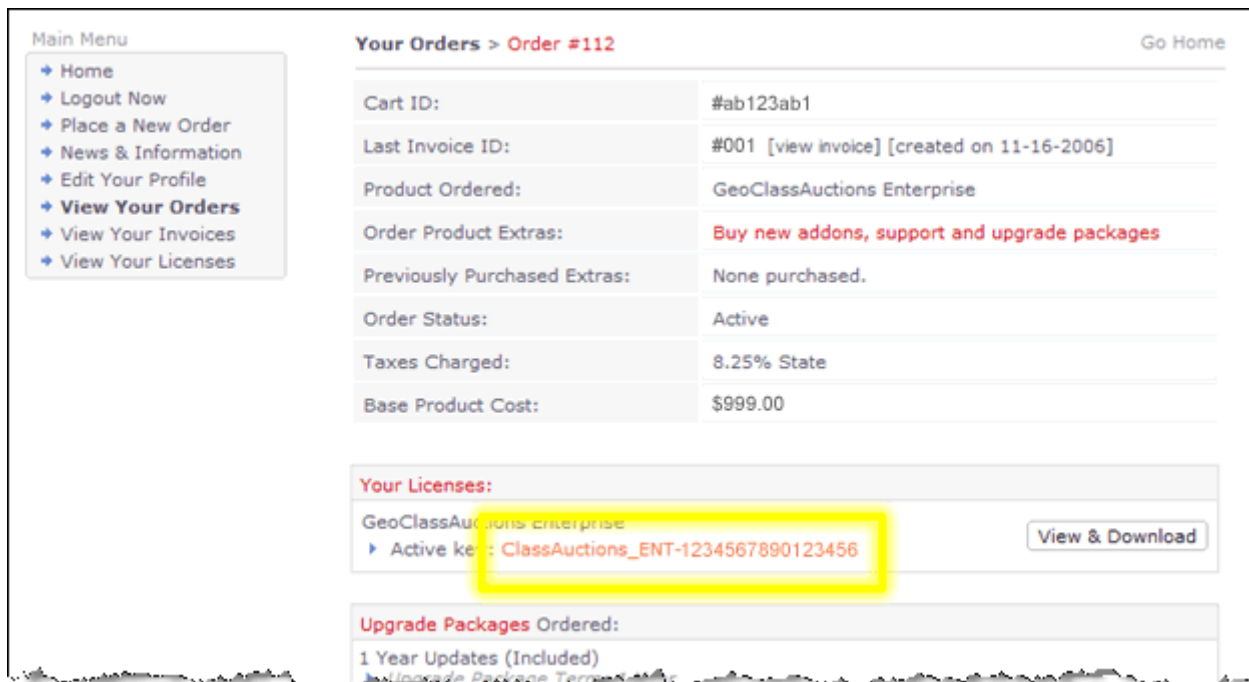 Main Menu
Home
Logout Now
Place a New Order
News & Information
Edit Your Profile
View Your Orders
View Your Invoices
View Your Licenses
Your Orders > Order #112
Go Home
Cart ID: #ab123ab1
Last Invoice ID: #001 [view invoice] [created on 11-16-2006]
Product Ordered: GeoClassAuctions Enterprise
Order Product Extras: Buy new addons, support and upgrade packages
Previously Purchased Extras: None purchased.
Order Status: Active
Taxes Charged: 8.25% State
Base Product Cost: $999.00
Your Licenses:
GeoClassAuctions Enterprise
Active key: ClassAuctions_ENT-1234567890123456
View & Download
Upgrade Packages Ordered:
1 Year Updates (Included)
Upgrade Package Term